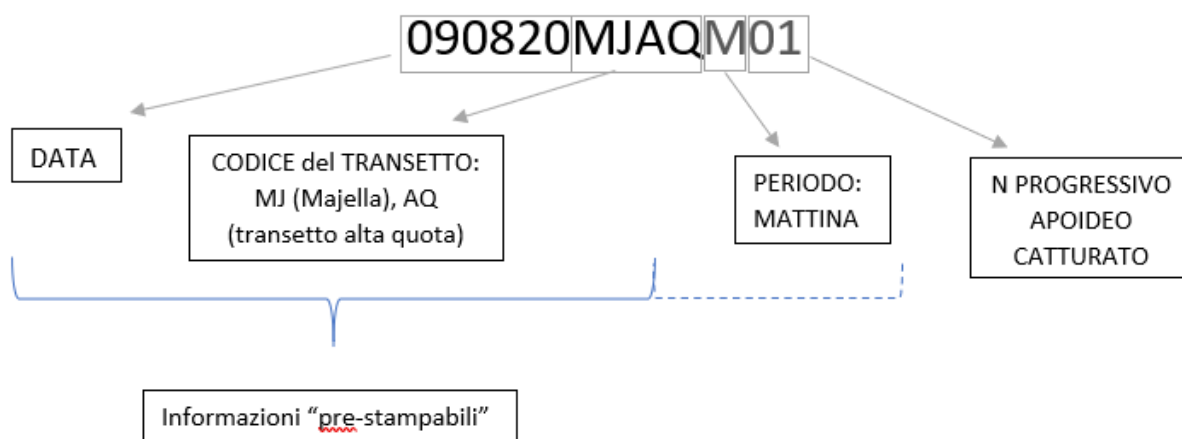 090820MJAQM01
DATA
CODICE del TRANSETTO:
MJ (Majella), AQ
(transetto alta quota)
PERIODO:
MATTINA
N PROGRESSIVO
APOIDEO
CATTURATO
Informazioni “pre-stampabili”